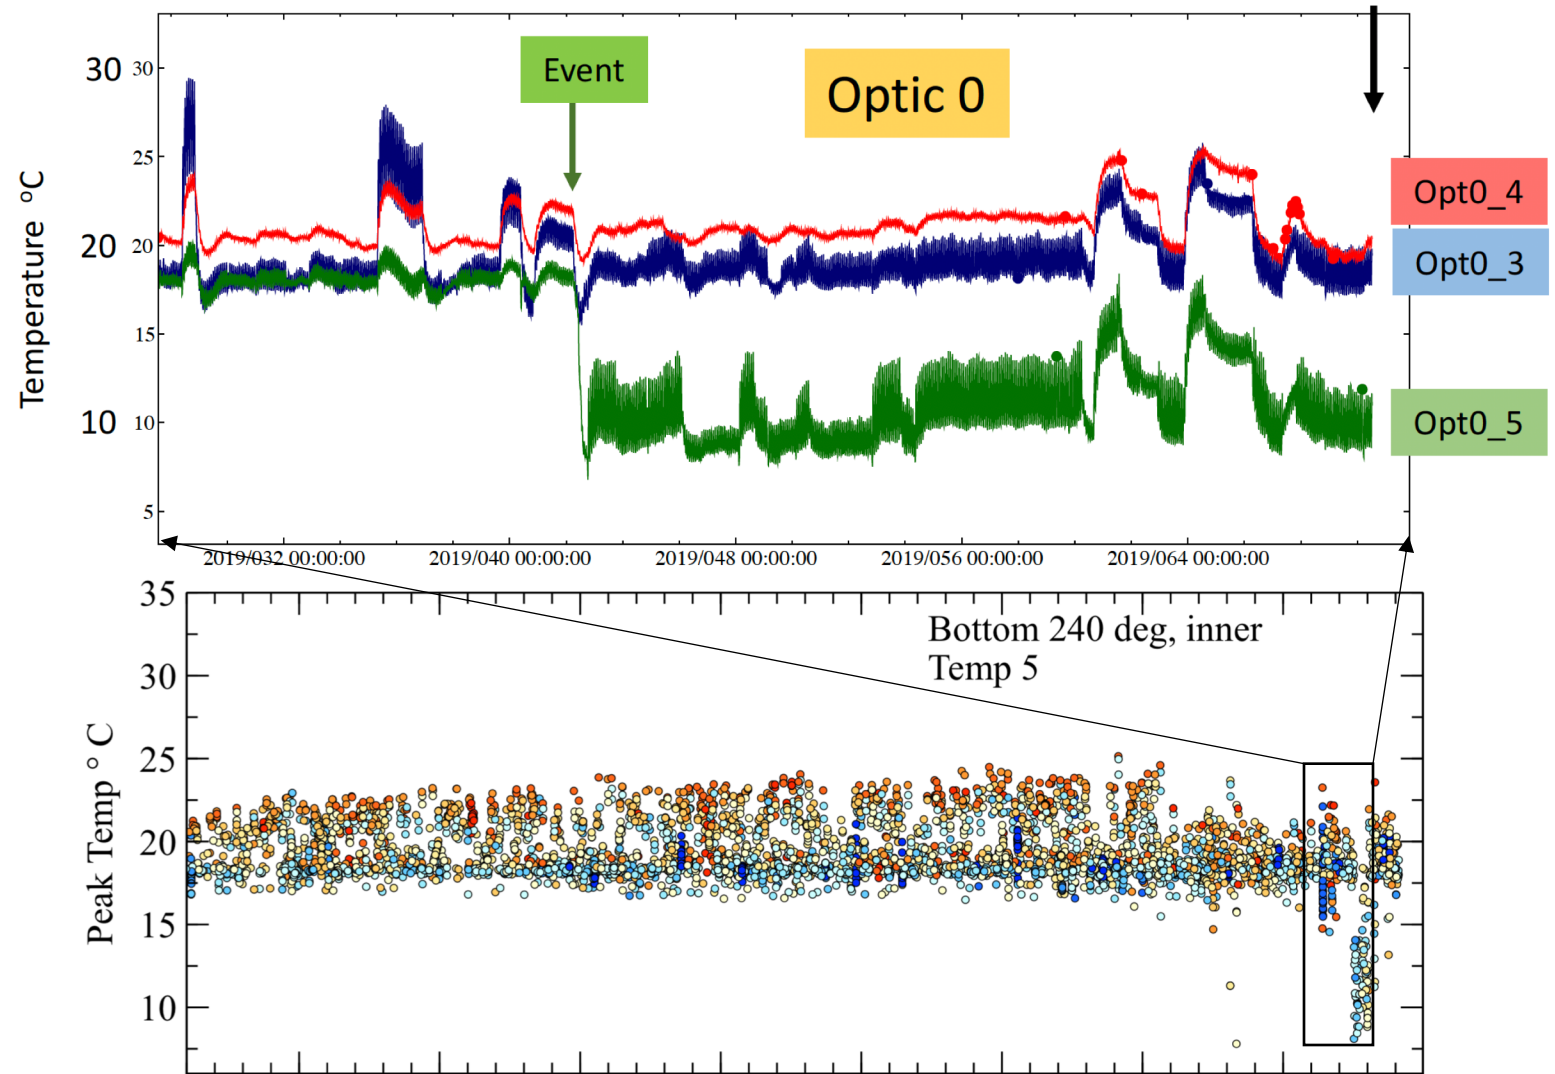 Event
Optic 0
Temperature °C
30
20
10
30
25
20
15
10
5
Opt0_4
Opt0_3
Opt0_5
2019/032 00:00:00
2019/040 00:00:00
2019/048 00:00:00
2019/056 00:00:00
2019/064 00:00:00
Bottom 240 deg, inner
Temp 5
Peak Temp ° C
35
30
25
20
15
10